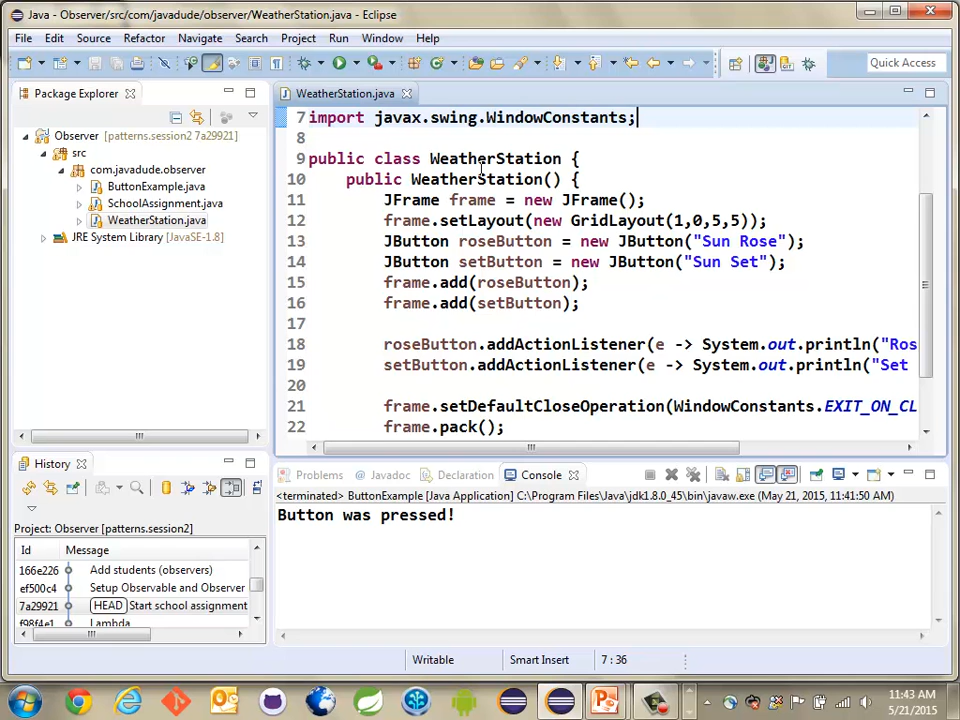 Java - Observer/src/com/javadude/observer/WeatherStation.java - Eclipse
File Edit Source Refactor Navigate Search Project Run Window Help
Quick Access
Package Explorer
WeatherStation.java
Observer [patterns.session2 7a29921]
src
com.javadude.observer
ButtonExample.java
SchoolAssignment.java
WeatherStation.java
JRE System Library [JavaSE-1.8]
7 import javax.swing.WindowConstants;
8
9 public class WeatherStation {
10 public WeatherStation() {
11 JFrame frame = new JFrame();
12 frame.setLayout(new GridLayout(1,0,5,5));
13 JButton roseButton = new JButton("Sun Rose");
14 JButton setButton = new JButton("Sun Set");
15 frame.add(roseButton);
16 frame.add(setButton);
17
18 roseButton.addActionListener(e -> System.out.println("Ros
19 setButton.addActionListener(e -> System.out.println("Set
20
21 frame.setDefaultCloseOperation(WindowConstants.EXIT_ON_CL
22 frame.pack();
History
Project: Observer [patterns.session2)
Id Message
166e226 Add students (observers)
ef500c4 Setup Observable and Observer
7a29921 HEAD Start school assignment
f98f4e1 Lambda
Problems @ Javadoc Declaration Console
<terminated> ButtonExample [Java Application] C:\Program Files\Java\jdk1.8.0_45\bin\javaw.exe (May 21, 2015, 11:41:50 AM)
Button was pressed!
Writable Smart Insert 7 : 36
11:43 AM
5/21/2015